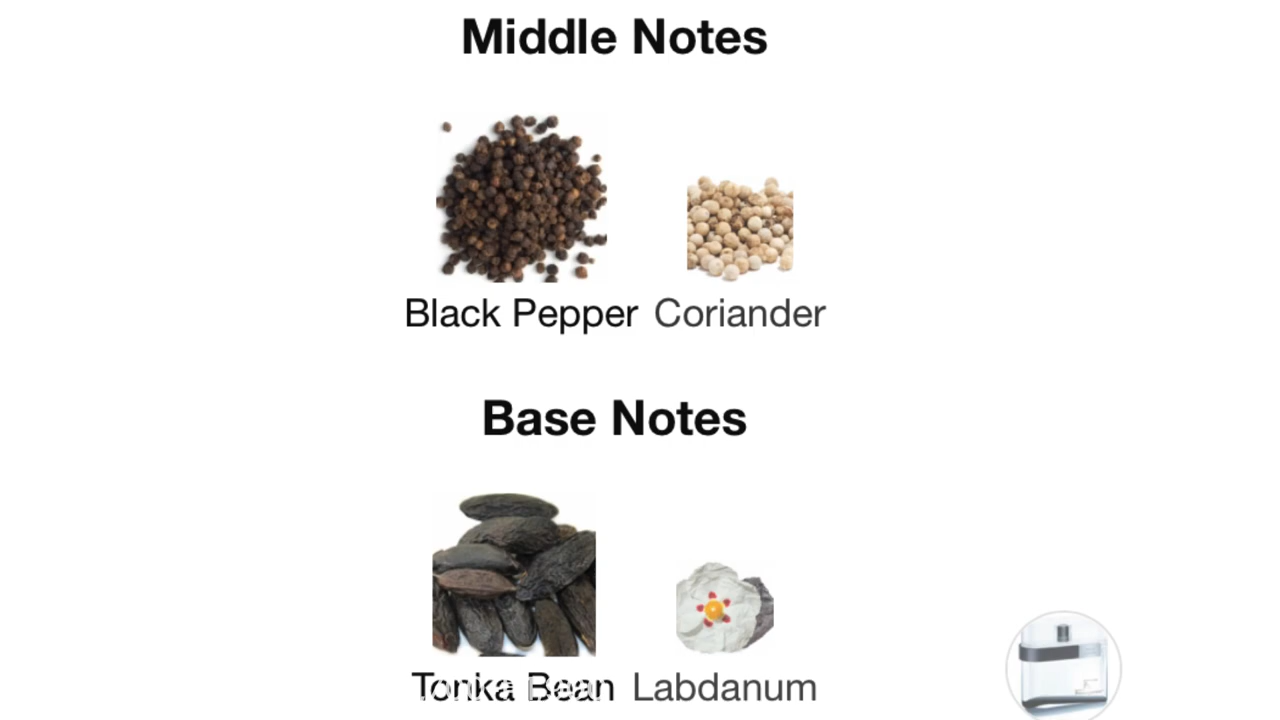 Middle Notes
Black Pepper Coriander
Base Notes
Tonka Bean Labdanum